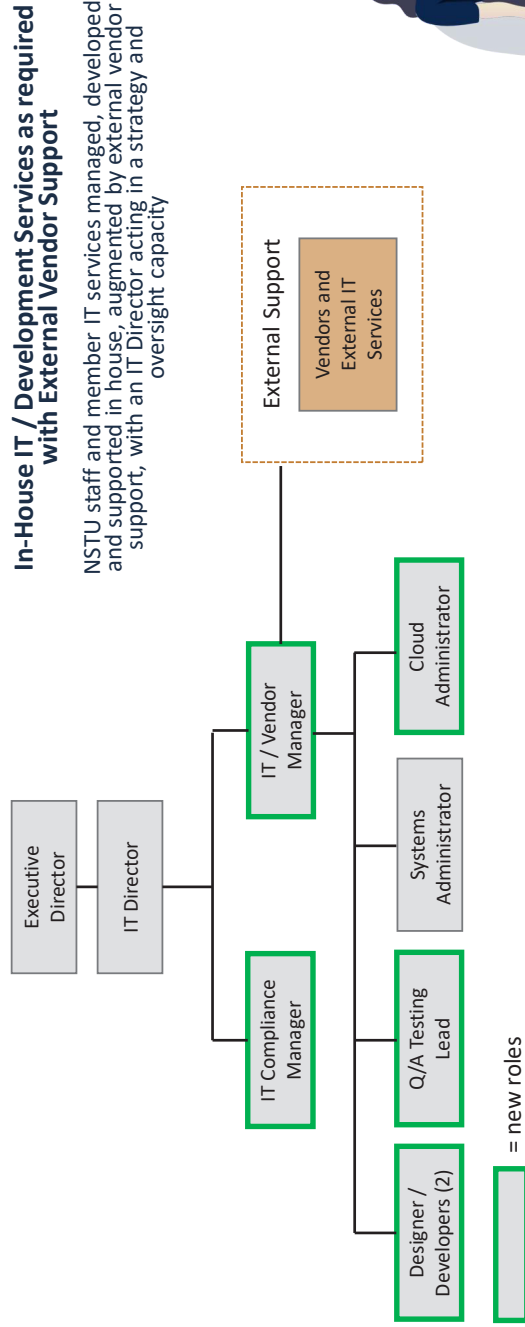 In-House IT / Development Services as required
with External Vendor Support
NSTU staff and member IT services managed, developed
and supported in house, augmented by external vendor
support, with an IT Director acting in a strategy and
oversight capacity
Executive
Director
IT Director
IT Compliance
Manager
IT / Vendor
Manager
External Support
Vendors and
External IT
Services
Designer /
Developers (2)
Q/A Testing
Lead
Systems
Administrator
Cloud
Administrator
= new roles